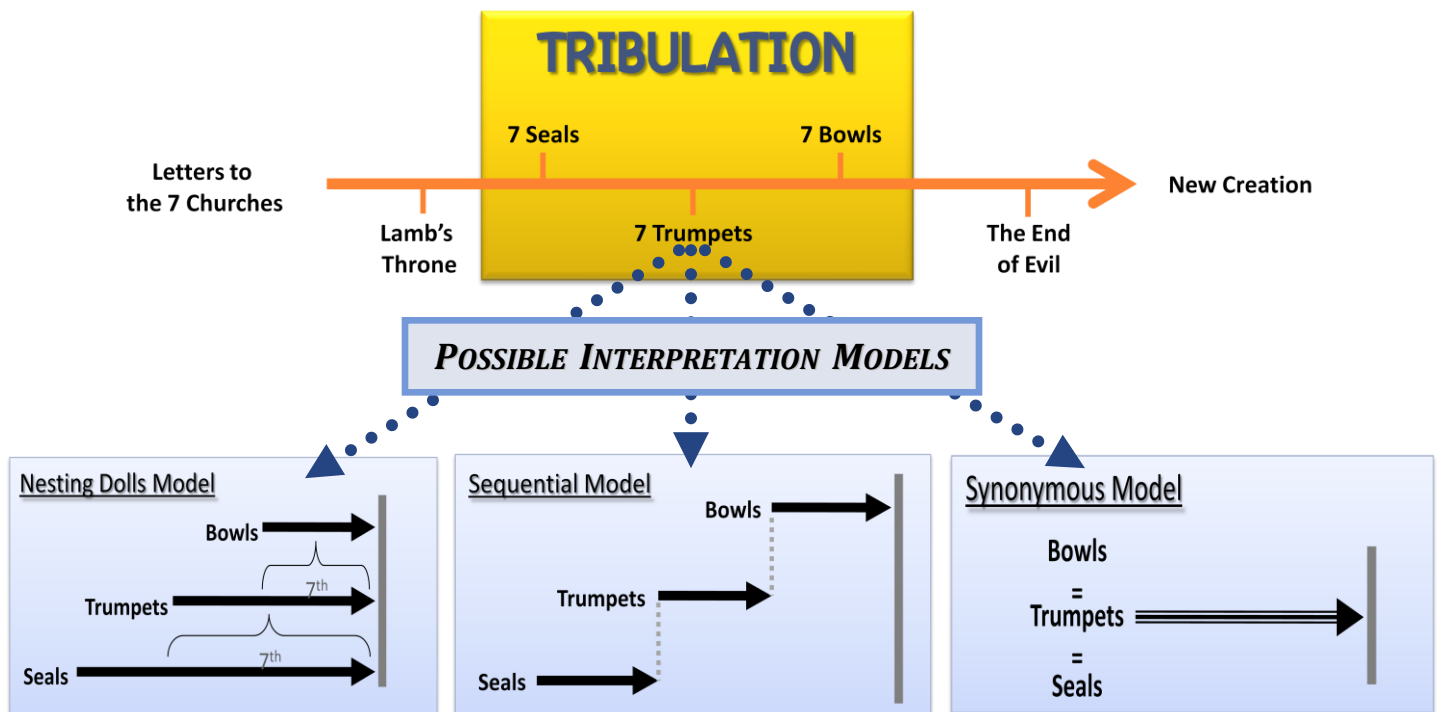 TRIBULATION
7 Seals
7 Bowls
Letters to
the 7 Churches
New Creation
Lamb's
Throne
7 Trumpets
The End
of Evil
POSSIBLE INTERPRETATION MODELS
Nesting Dolls Model
Bowls
7th
Trumpets
7th
Seals
Sequential Model
Bowls
Trumpets
Seals
Synonymous Model
Bowls
=
Trumpets
=
Seals